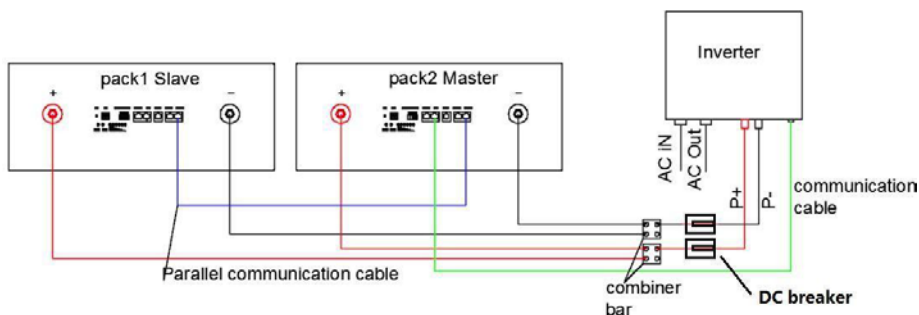 Inverter
pack1 Slave
pack2 Master
+
−
+
−
AC iN
AC Out
P+
P-
communication
cable
Parallel communication cable
combiner
bar
DC breaker